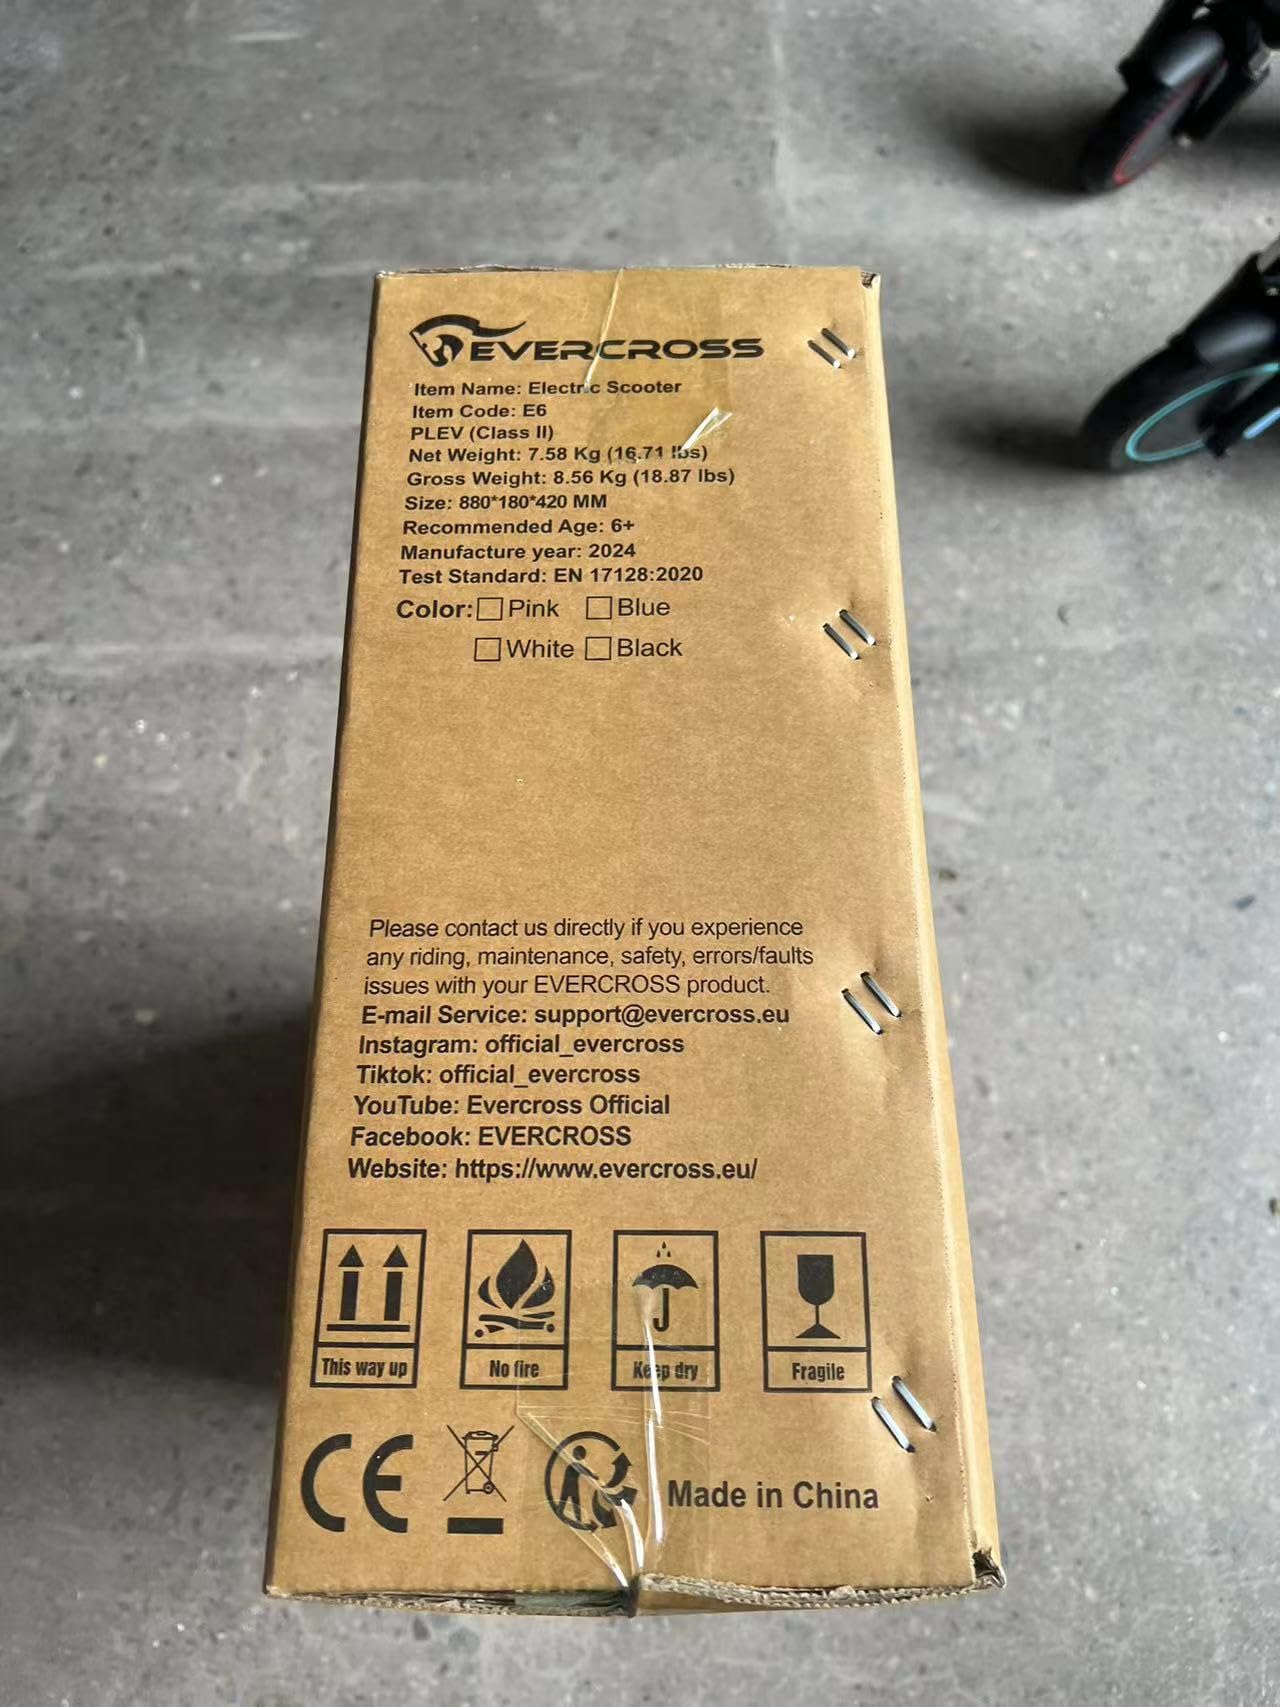 EVERCROSS
Item Name: Electric Scooter
Item Code: E6
PLEV (Class II)
Net Weight: 7.58 Kg (16.71 lbs)
Gross Weight: 8.56 Kg (18.87 lbs)
Size: 880*180*420 MM
Recommended Age: 6+
Manufacture year: 2024
Test Standard: EN 17128:2020
Color: Pink Blue
White Black
Please contact us directly if you experience
any riding, maintenance, safety, errors/faults
issues with your EVERCROSS product.
E-mail Service: support@evercross.eu
Instagram: official_evercross
Tiktok: official_evercross
YouTube: Evercross Official
Facebook: EVERCROSS
Website: https://www.evercross.eu/
This way up No fire Keep dry Fragile
CE Made in China